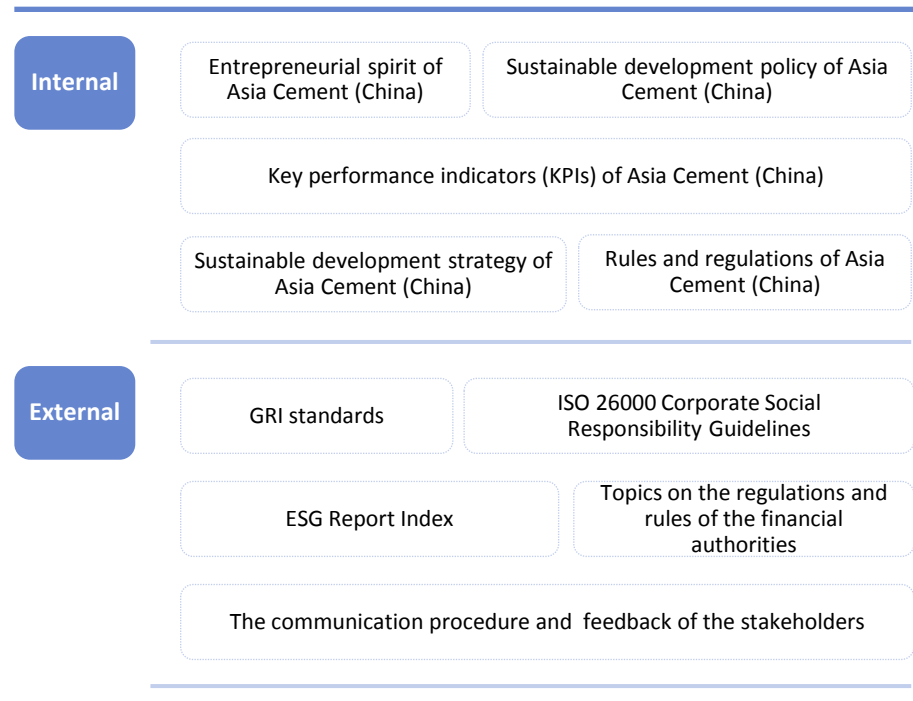 Internal
Entrepreneurial spirit of
Asia Cement (China)
Sustainable development policy of Asia
Cement (China)
Key performance indicators (KPIs) of Asia Cement (China)
Sustainable development strategy of
Asia Cement (China)
Rules and regulations of Asia
Cement (China)
External
GRI standards
ISO 26000 Corporate Social
Responsibility Guidelines
ESG Report Index
Topics on the regulations and
rules of the financial
authorities
The communication procedure and  feedback of the stakeholders